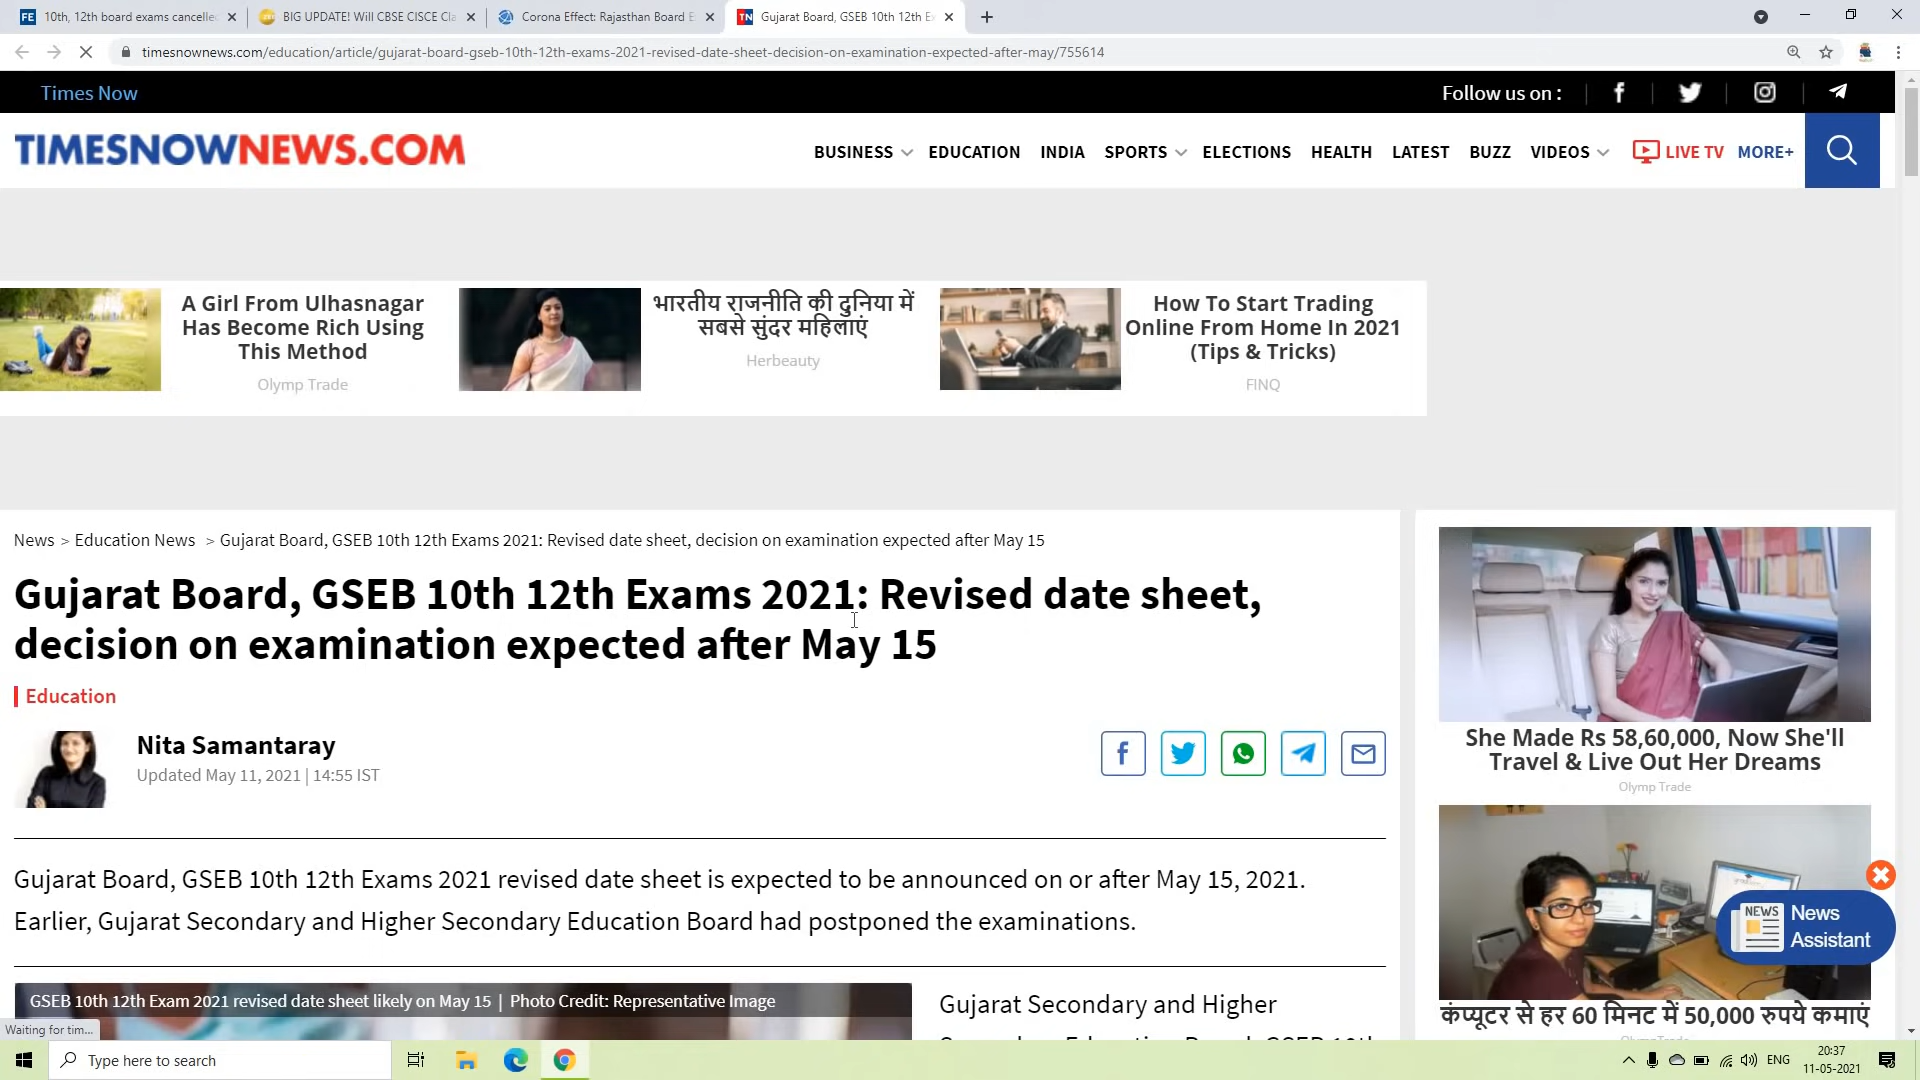 10th, 12th board exams cancelle
BIG UPDATE! Will CBSE CISCE Cla
Corona Effect: Rajasthan Board E
Gujarat Board, GSEB 10th 12th Ex
timesnownews.com/education/article/gujarat-board-gseb-10th-12th-exams-2021-revised-date-sheet-decision-on-examination-expected-after-may/755614
Times Now
Follow us on :
TIMESNOWNEWS.COM
BUSINESS EDUCATION INDIA SPORTS ELECTIONS HEALTH LATEST BUZZ VIDEOS LIVE TV MORE+
A Girl From Ulhasnagar
Has Become Rich Using
This Method
Olymp Trade
भारतीय राजनीति की दुनिया में
सबसे सुंदर महिलाएं
Herbeauty
How To Start Trading
Online From Home In 2021
(Tips & Tricks)
FINQ
News > Education News > Gujarat Board, GSEB 10th 12th Exams 2021: Revised date sheet, decision on examination expected after May 15
Gujarat Board, GSEB 10th 12th Exams 2021: Revised date sheet,
decision on examination expected after May 15
Education
Nita Samantaray
Updated May 11, 2021 | 14:55 IST
Gujarat Board, GSEB 10th 12th Exams 2021 revised date sheet is expected to be announced on or after May 15, 2021.
Earlier, Gujarat Secondary and Higher Secondary Education Board had postponed the examinations.
GSEB 10th 12th Exam 2021 revised date sheet likely on May 15 | Photo Credit: Representative Image
Gujarat Secondary and Higher
She Made Rs 58,60,000, Now She'll
Travel & Live Out Her Dreams
Olymp Trade
NEWS
News
Assistant
कंप्यूटर से हर 60 मिनट में 50,000 रुपये कमाएं
Waiting for tim...
Type here to search
ENG
20:37
11-05-2021